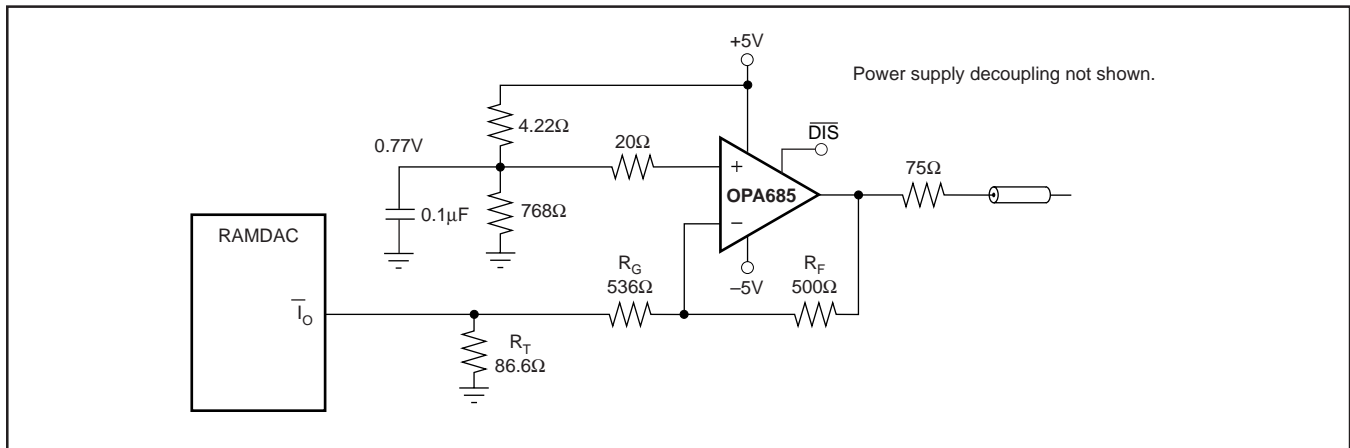 +5V
Power supply decoupling not shown.
4.22Ω
DIS
0.77V
20Ω
+
OPA685
75Ω
0.1µF
768Ω
−
RAMDAC
R_G
536Ω
−5V
R_F
500Ω
I_O
R_T
86.6Ω